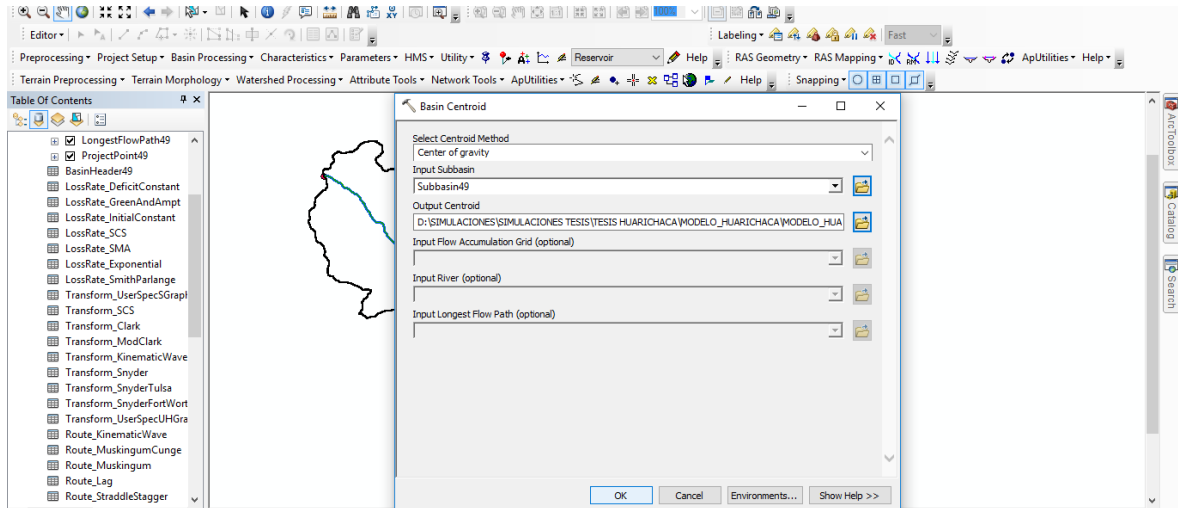 100%
Editor
Labeling
Fast
Preprocessing Project Setup Basin Processing Characteristics Parameters HMS Utility
Reservoir
Help
RAS Geometry RAS Mapping
ID
RAS
ApUtilities Help
Terrain Preprocessing Terrain Morphology Watershed Processing Attribute Tools Network Tools ApUtilities
Help
Snapping
Table Of Contents
LongestFlowPath49
ProjectPoint49
BasinHeader49
LossRate_DeficitConstant
LossRate_GreenAndAmpt
LossRate_InitialConstant
LossRate_SCS
LossRate_SMA
LossRate_Exponential
LossRate_SmithParlange
Transform_UserSpecSGraph
Transform_SCS
Transform_Clark
Transform_ModClark
Transform_KinematicWave
Transform_Snyder
Transform_SnyderTulsa
Transform_SnyderFortWort
Transform_UserSpecUHGra
Route_KinematicWave
Route_MuskingumCunge
Route_Muskingum
Route_Lag
Route_StraddleStagger
Basin Centroid
Select Centroid Method
Center of gravity
Input Subbasin
Subbasin49
Output Centroid
D:\SIMULACIONES\SIMULACIONES TESIS\TESIS HUARICHACA\MODELO_HUARICHACA\MODELO_HUA
Input Flow Accumulation Grid (optional)
Input River (optional)
Input Longest Flow Path (optional)
OK
Cancel
Environments...
Show Help >>
ArcToolbox
Catalog
Search